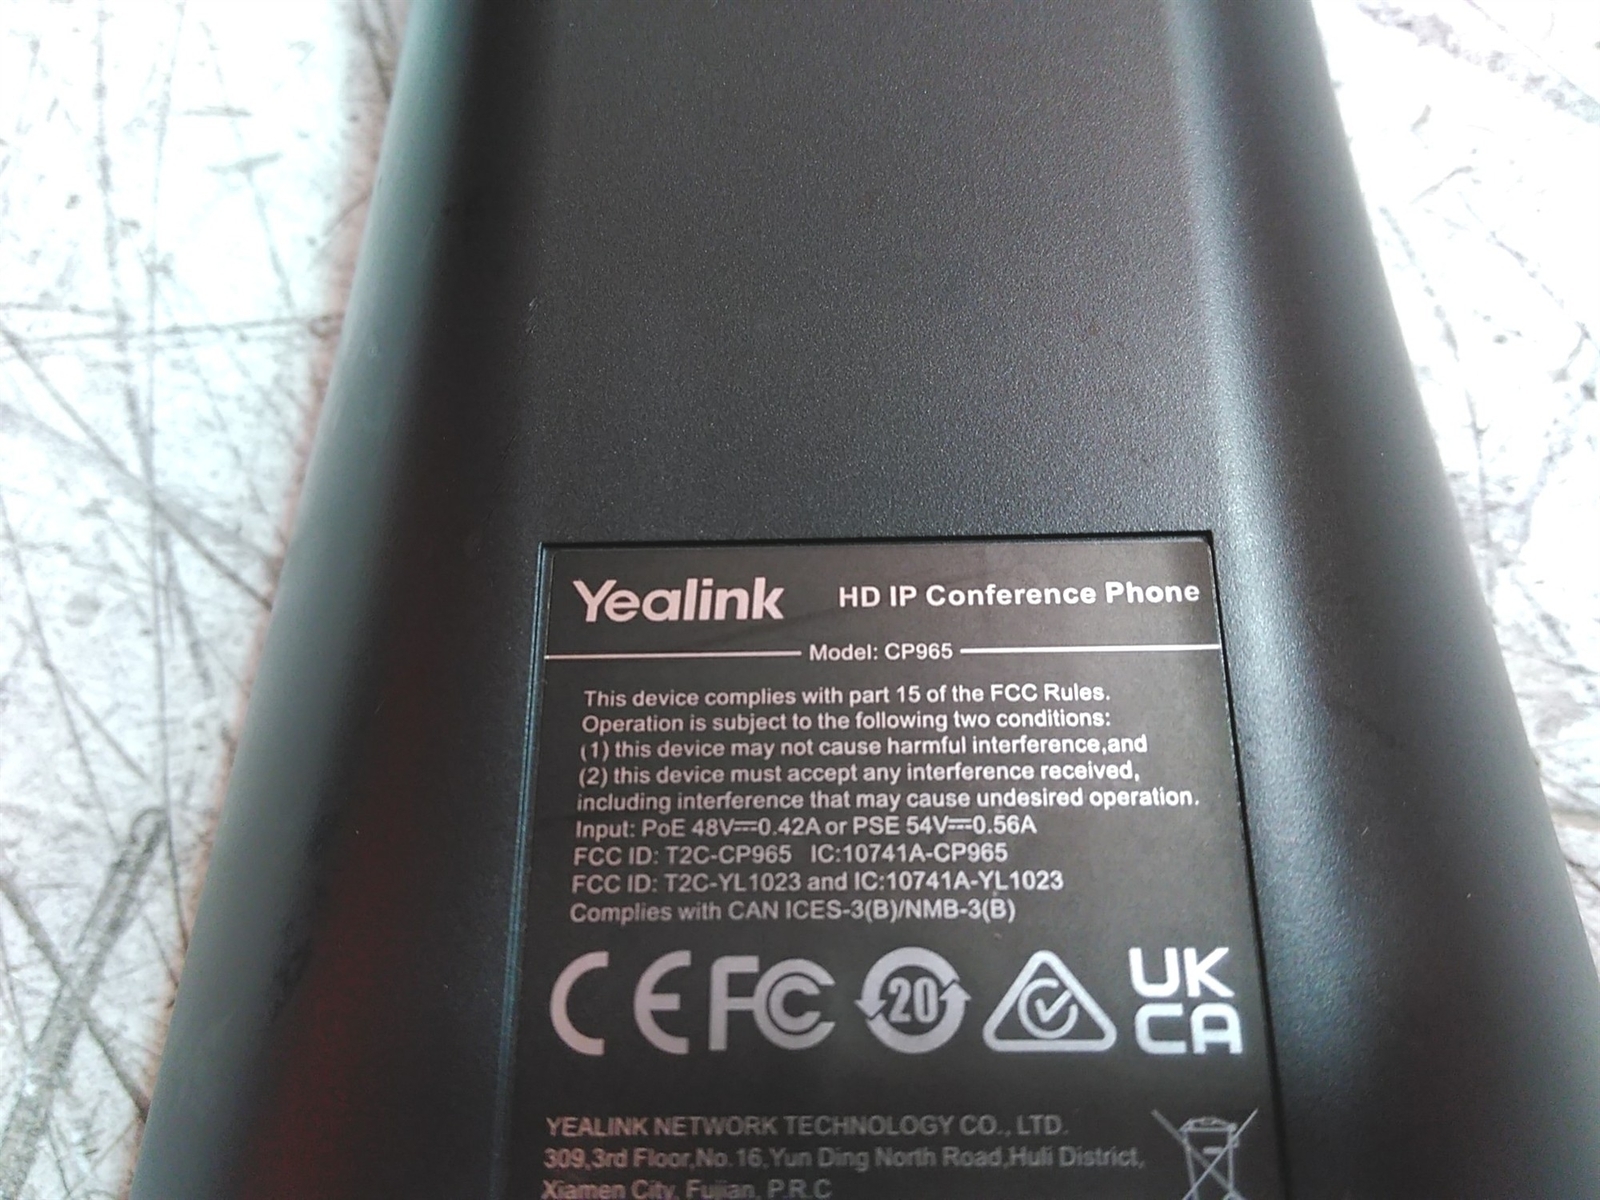 Yealink HD IP Conference Phone
Model: CP965
This device complies with part 15 of the FCC Rules.
Operation is subject to the following two conditions:
(1) this device may not cause harmful interference,and
(2) this device must accept any interference received,
including interference that may cause undesired operation.
Input: PoE 48V⎓0.42A or PSE 54V⎓0.56A
FCC ID: T2C-CP965 IC:10741A-CP965
FCC ID: T2C-YL1023 and IC:10741A-YL1023
Complies with CAN ICES-3(B)/NMB-3(B)
CE FC 20 UK
CA
YEALINK NETWORK TECHNOLOGY CO., LTD.
309,3rd Floor,No.16,Yun Ding North Road,Huli District,
Xiamen City, Fujian, P.R.C